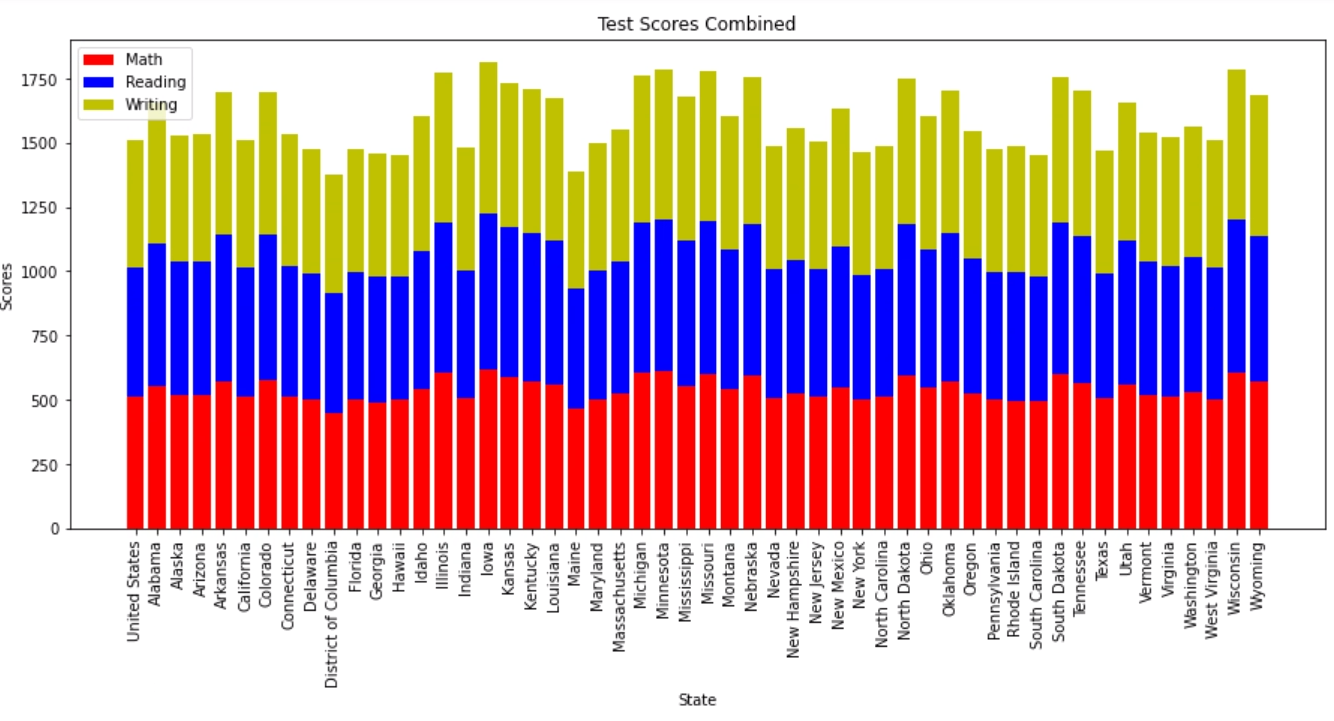 Test Scores Combined
Math
Reading
Writing
1750
1500
1250
1000
750
500
250
0
Scores
United States
Alabama
Alaska
Arizona
Arkansas
California
Colorado
Connecticut
Delaware
District of Columbia
Florida
Georgia
Hawaii
Idaho
Illinois
Indiana
Iowa
Kansas
Kentucky
Louisiana
Maine
Maryland
Massachusetts
Michigan
Minnesota
Mississippi
Missouri
Montana
Nebraska
Nevada
New Hampshire
New Jersey
New Mexico
New York
North Carolina
North Dakota
Ohio
Oklahoma
Oregon
Pennsylvania
Rhode Island
South Carolina
South Dakota
Tennessee
Texas
Utah
Vermont
Virginia
Washington
West Virginia
Wisconsin
Wyoming
State